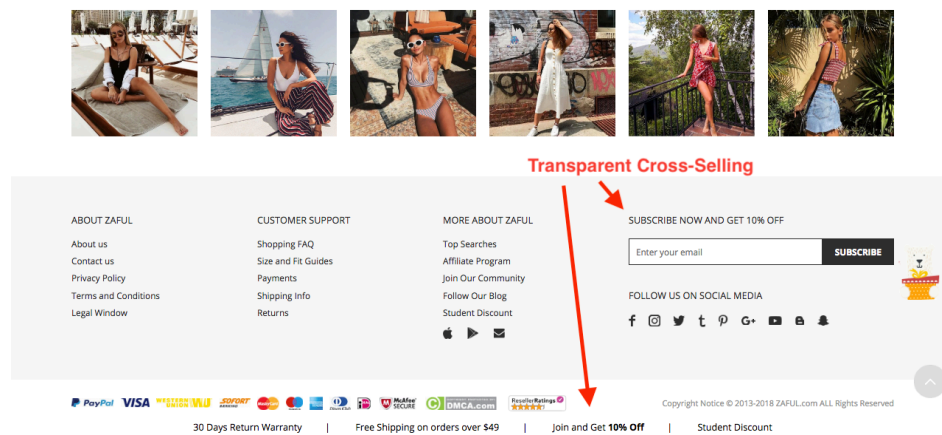 Transparent Cross-Selling
ABOUT ZAFUL
About us
Contact us
Privacy Policy
Terms and Conditions
Legal Window
CUSTOMER SUPPORT
Shopping FAQ
Size and Fit Guides
Payments
Shipping Info
Returns
MORE ABOUT ZAFUL
Top Searches
Affiliate Program
Join Our Community
Follow Our Blog
Student Discount
SUBSCRIBE NOW AND GET 10% OFF
Enter your email SUBSCRIBE
FOLLOW US ON SOCIAL MEDIA
PayPal VISA WESTERN UNION WU SOFORT McAfee SECURE DMCA.com ResellerRatings
Copyright Notice © 2013-2018 ZAFUL.com ALL Rights Reserved
30 Days Return Warranty | Free Shipping on orders over $49 | Join and Get 10% Off | Student Discount